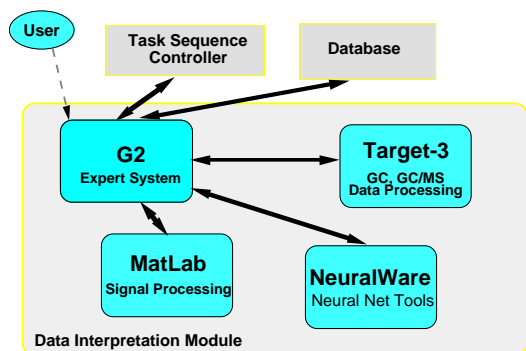 User
Task Sequence
Controller
Database
G2
Expert System
Target-3
GC, GC/MS
Data Processing
MatLab
Signal Processing
NeuralWare
Neural Net Tools
Data Interpretation Module